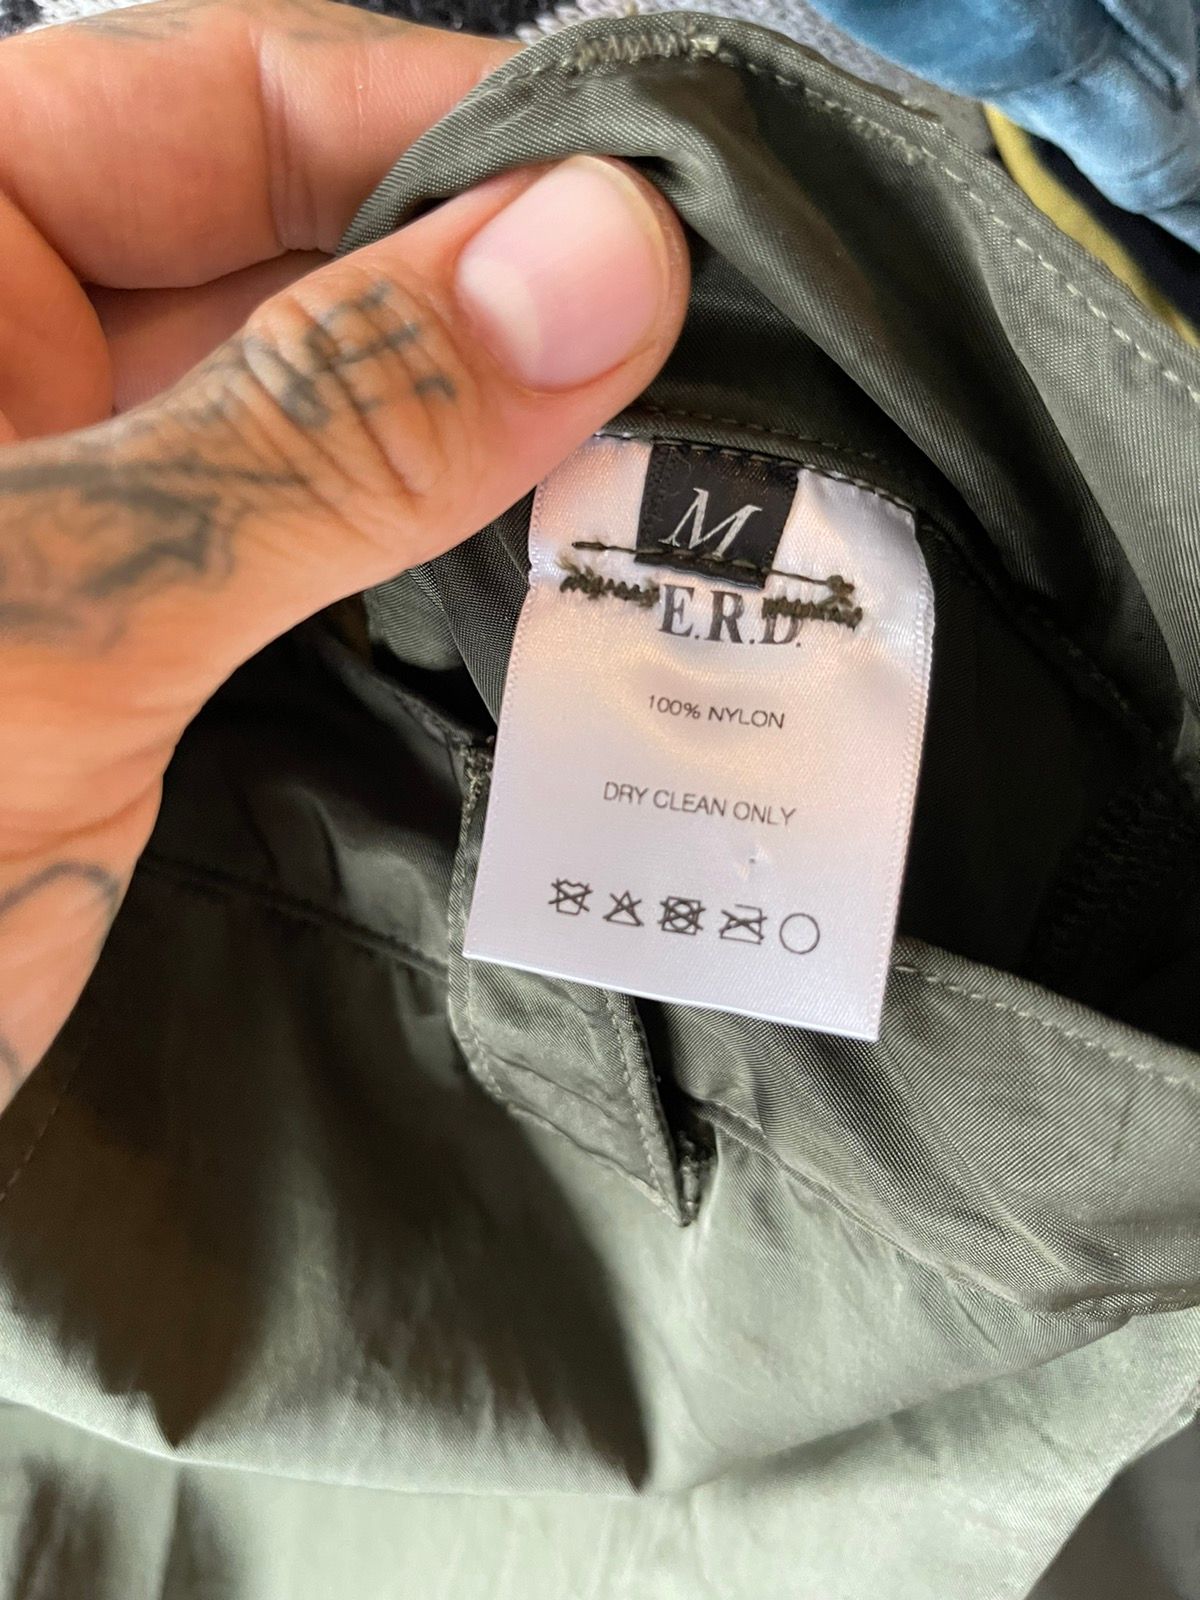 M
E.R.D.
100% NYLON
DRY CLEAN ONLY